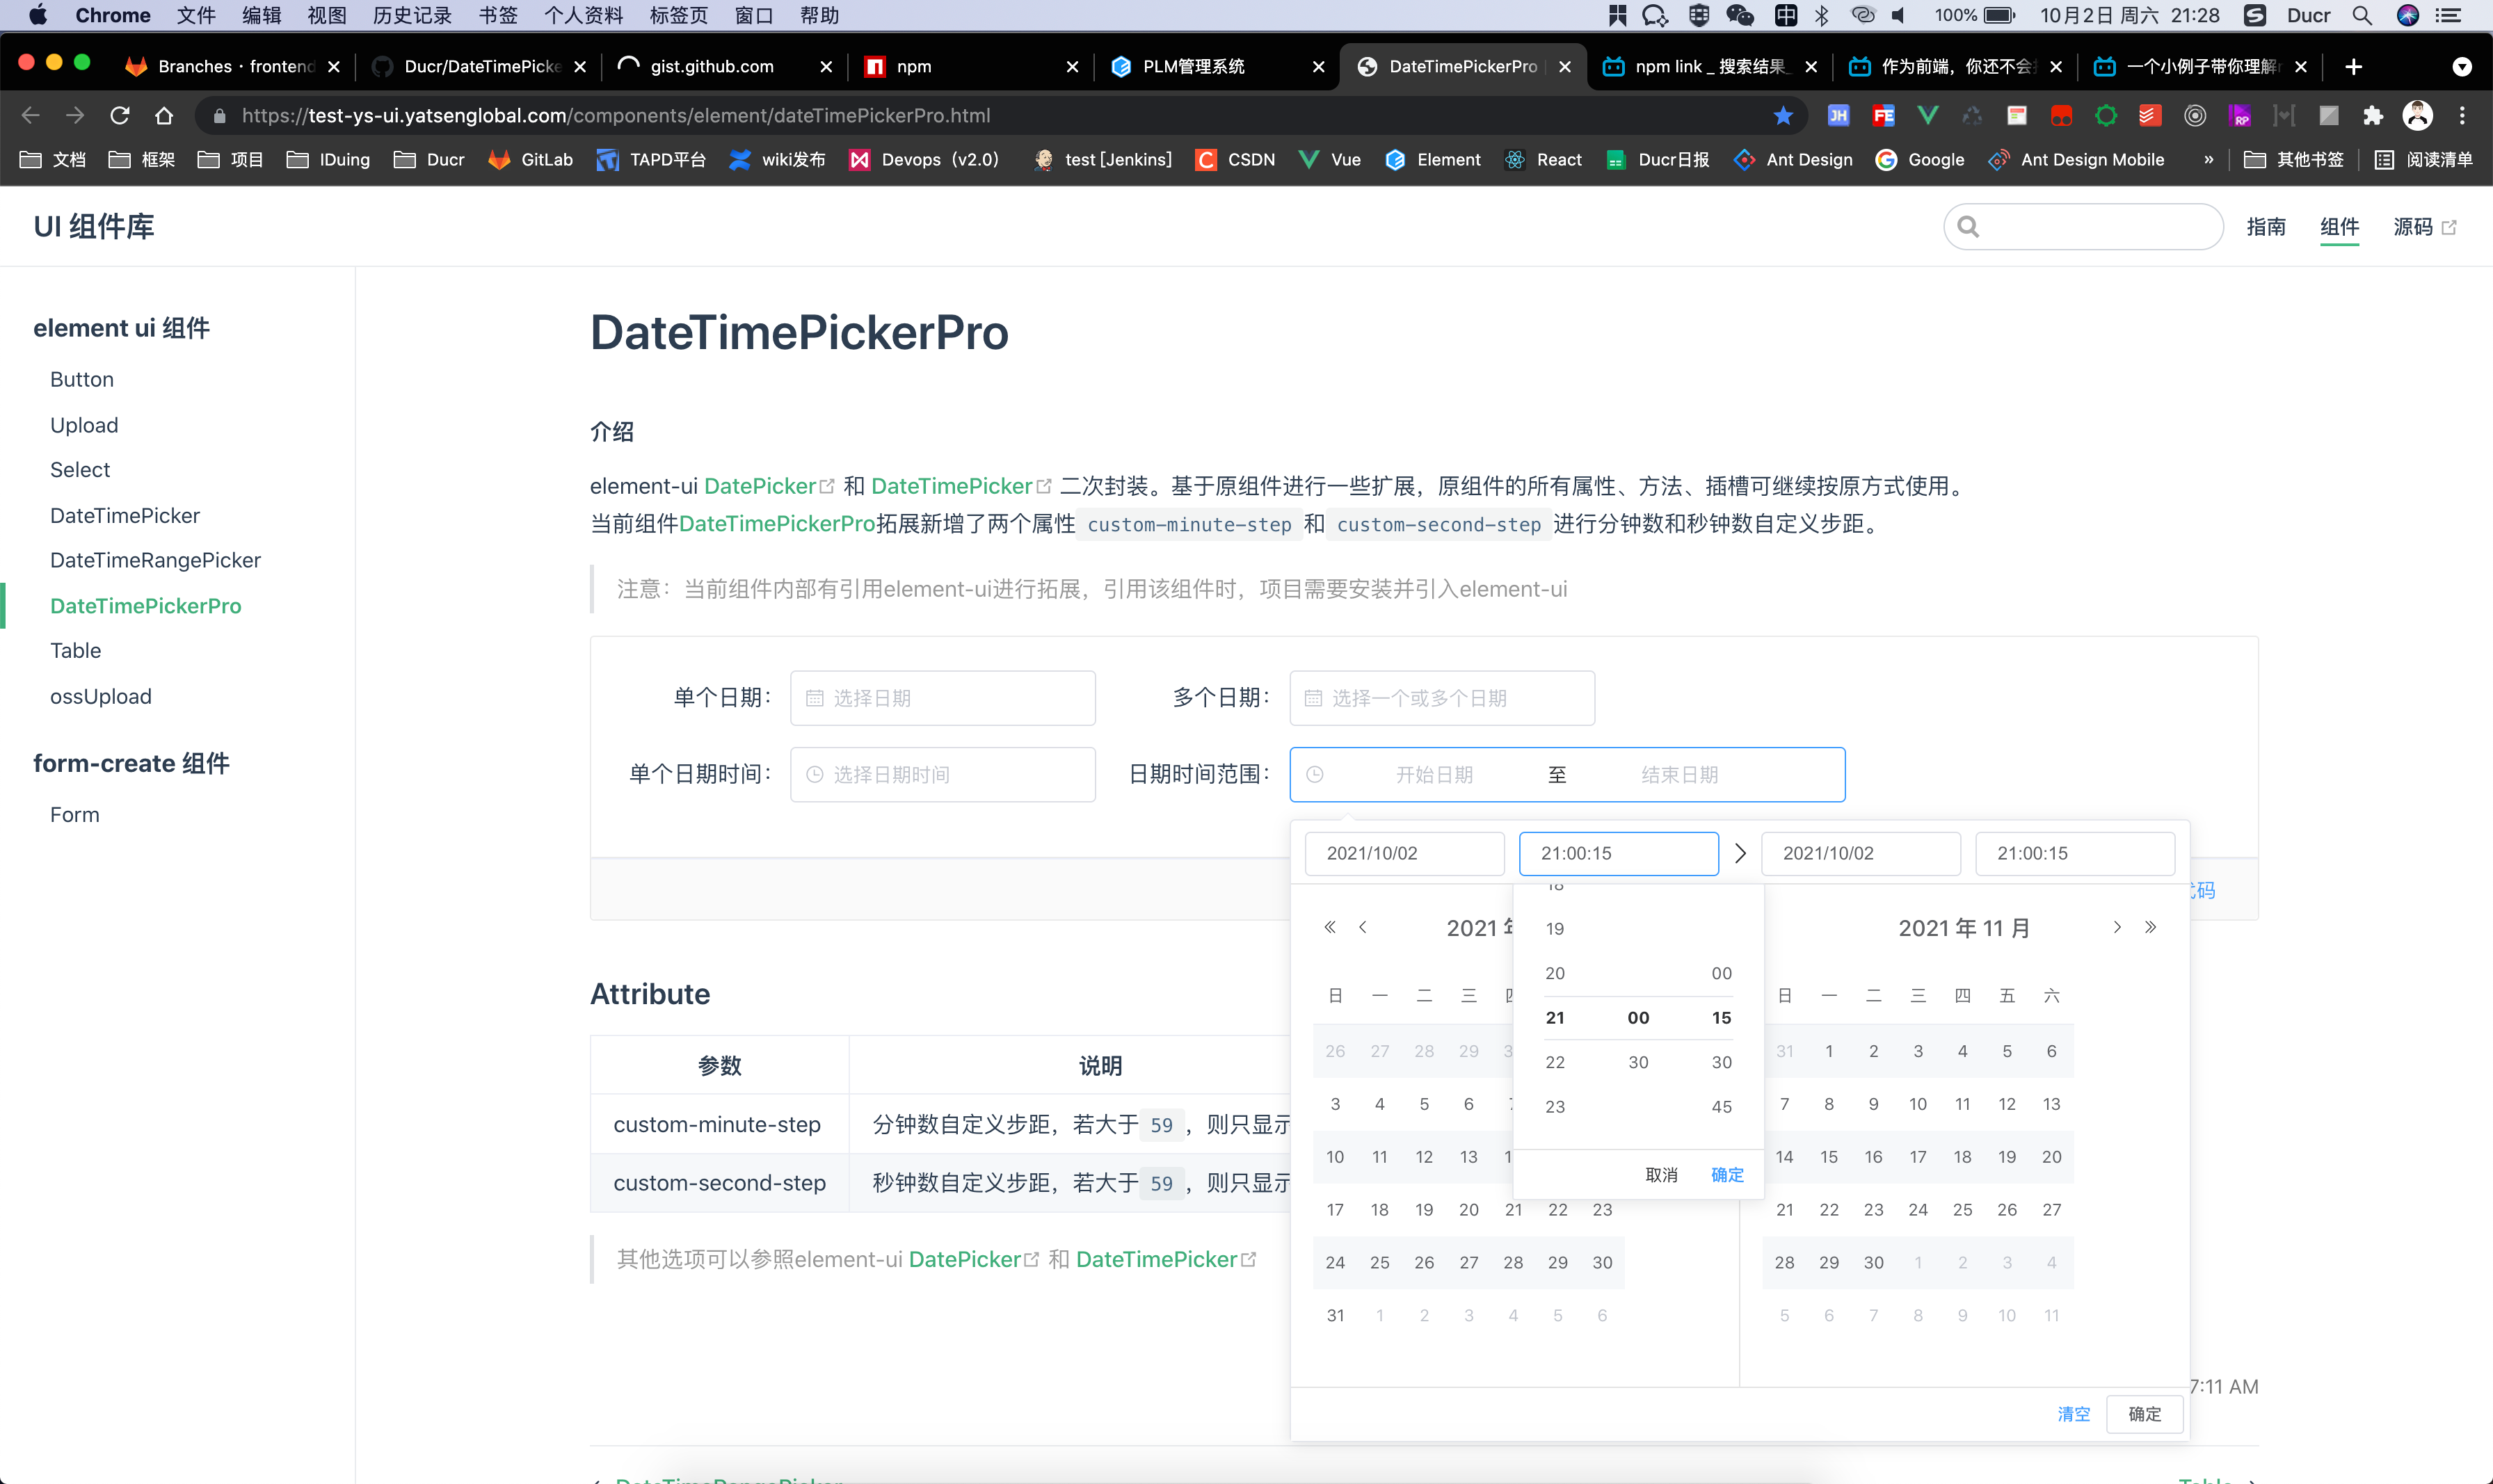 Chrome 文件 编辑 视图 历史记录 书签 个人资料 标签页 窗口 帮助 中 100% 10月2日 周六 21:28 Ducr
Branches · frontend Ducr/DateTimePicke gist.github.com npm PLM管理系统 DateTimePickerPro npm link _ 搜索结果_ 作为前端，你还不会 一个小例子带你理解
https://test-ys-ui.yatsenglobal.com/components/element/dateTimePickerPro.html
文档 框架 项目 IDuing Ducr GitLab TAPD平台 wiki发布 Devops（v2.0） test [Jenkins] CSDN Vue Element React Ducr日报 Ant Design Google Ant Design Mobile » 其他书签 阅读清单
UI 组件库 指南 组件 源码
element ui 组件
Button
Upload
Select
DateTimePicker
DateTimeRangePicker
DateTimePickerPro
Table
ossUpload
form-create 组件
Form
DateTimePickerPro
介绍
element-ui DatePicker 和 DateTimePicker 二次封装。基于原组件进行一些扩展，原组件的所有属性、方法、插槽可继续按原方式使用。
当前组件DateTimePickerPro拓展新增了两个属性 custom-minute-step 和 custom-second-step 进行分钟数和秒钟数自定义步距。
注意：当前组件内部有引用element-ui进行拓展，引用该组件时，项目需要安装并引入element-ui
单个日期： 选择日期 多个日期： 选择一个或多个日期
单个日期时间： 选择日期时间 日期时间范围： 开始日期 至 结束日期
2021/10/02 21:00:15 2021/10/02 21:00:15
码
2021 2021 年 11 月
日 一 二 三 日 一 二 三 四 五 六
26 27 28 29 31 1 2 3 4 5 6
3 4 5 6 7 8 9 10 11 12 13
10 11 12 13 14 15 16 17 18 19 20
17 18 19 20 21 22 23 21 22 23 24 25 26 27
24 25 26 27 28 29 30 28 29 30 1 2 3 4
31 1 2 3 4 5 6 5 6 7 8 9 10 11
18
19
20 00
21 00 15
22 30 30
23 45
取消 确定
清空 确定
Attribute
参数 说明
custom-minute-step 分钟数自定义步距，若大于 59 ，则只显示
custom-second-step 秒钟数自定义步距，若大于 59 ，则只显示
其他选项可以参照element-ui DatePicker 和 DateTimePicker
7:11 AM
DateTimeRangePicker Table